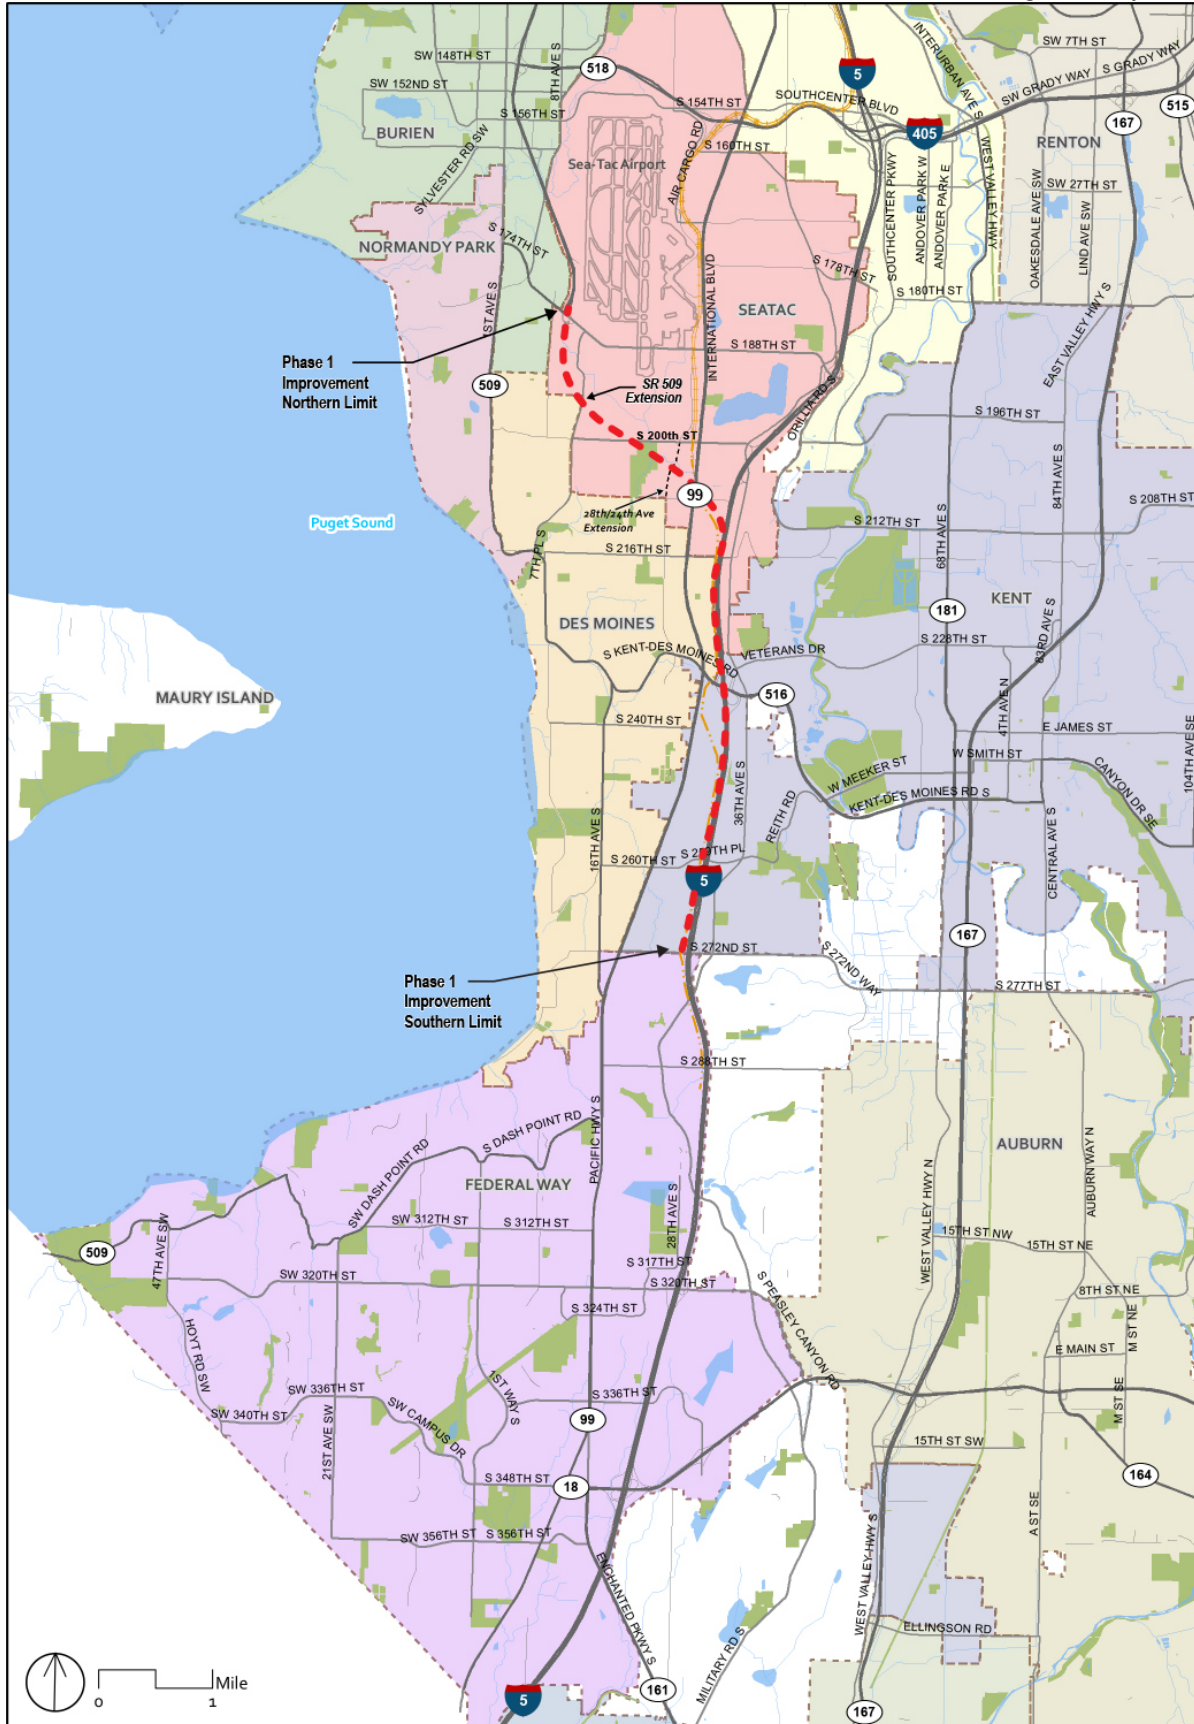 SW 7TH ST
S GRADY WAY
SW GRADY WAY
INTERURBAN AVE S
SW 148TH ST
8TH AVE S
518
5
SW 152ND ST
S 154TH ST
SOUTHCENTER BLVD
167
515
S 156TH ST
BURIEN
405
RENTON
AIR CARGO RD
S 160TH ST
Sea-Tac Airport
SYLVESTER RD SW
SOUTHCENTER PKWY
ANDOVER PARK W
ANDOVER PARK E
WEST VALLEY HWY
SW 27TH ST
OAKESDALE AVE SW
LIND AVE SW
NORMANDY PARK
S 174TH ST
S 178TH ST
S 180TH ST
1ST AVE S
INTERNATIONAL BLVD
SEATAC
EAST VALLEY HWY S
S 188TH ST
Phase 1
Improvement
Northern Limit
509
SR 509
Extension
ORILLIA RD S
S 196TH ST
S 200th ST
84TH AVE S
99
S 208TH ST
28th/24th Ave
Extension
Puget Sound
S 212TH ST
7TH PL S
S 216TH ST
68TH AVE S
KENT
181
DES MOINES
S 228TH ST
83RD AVE S
S KENT-DES MOINES RD
VETERANS DR
MAURY ISLAND
516
4TH AVE N
S 240TH ST
E JAMES ST
W SMITH ST
104TH AVE SE
W MEEKER ST
CANYON DR SE
36TH AVE S
KENT-DES MOINES RD S
REITH RD
16TH AVE S
S 260TH ST
S 259TH PL
5
CENTRAL AVE S
167
S 272ND ST
S 272ND WAY
Phase 1
Improvement
Southern Limit
S 277TH ST
S 288TH ST
PACIFIC HWY S
S DASH POINT RD
SW DASH POINT RD
AUBURN
FEDERAL WAY
WEST VALLEY HWY N
AUBURN WAY N
28TH AVE S
SW 312TH ST
S 312TH ST
15TH ST NW
15TH ST NE
509
47TH AVE SW
S 317TH ST
SW 320TH ST
S 320TH ST
8TH ST NE
S 324TH ST
S PEASLEY CANYON RD
HOYT RD SW
M ST NE
E MAIN ST
SW 336TH ST
1ST WAY S
S 336TH ST
SW 340TH ST
SW CAMPUS DR
99
M ST SE
21ST AVE SW
15TH ST SW
S 348TH ST
18
164
A ST SE
SW 356TH ST
S 356TH ST
WEST VALLEY HWY S
ENCHANTED PKWY S
ELLINGSON RD
MILITARY RD S
Mile
0
1
5
161
167